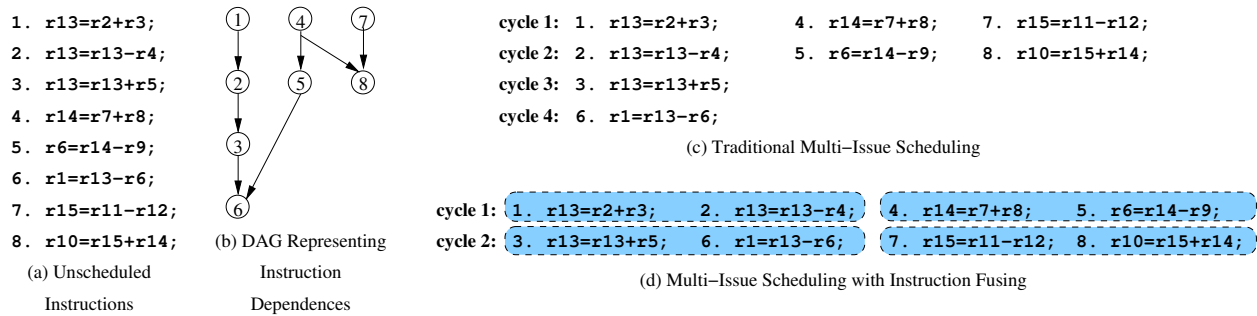 1. r13=r2+r3;
2. r13=r13−r4;
3. r13=r13+r5;
4. r14=r7+r8;
5. r6=r14−r9;
6. r1=r13−r6;
7. r15=r11−r12;
8. r10=r15+r14;
(a) Unscheduled
Instructions
1 4 7
2 5 8
3
6
(b) DAG Representing
Instruction
Dependences
cycle 1: 1. r13=r2+r3; 4. r14=r7+r8; 7. r15=r11−r12;
cycle 2: 2. r13=r13−r4; 5. r6=r14−r9; 8. r10=r15+r14;
cycle 3: 3. r13=r13+r5;
cycle 4: 6. r1=r13−r6;
(c) Traditional Multi−Issue Scheduling
cycle 1: 1. r13=r2+r3; 2. r13=r13−r4; 4. r14=r7+r8; 5. r6=r14−r9;
cycle 2: 3. r13=r13+r5; 6. r1=r13−r6; 7. r15=r11−r12; 8. r10=r15+r14;
(d) Multi−Issue Scheduling with Instruction Fusing